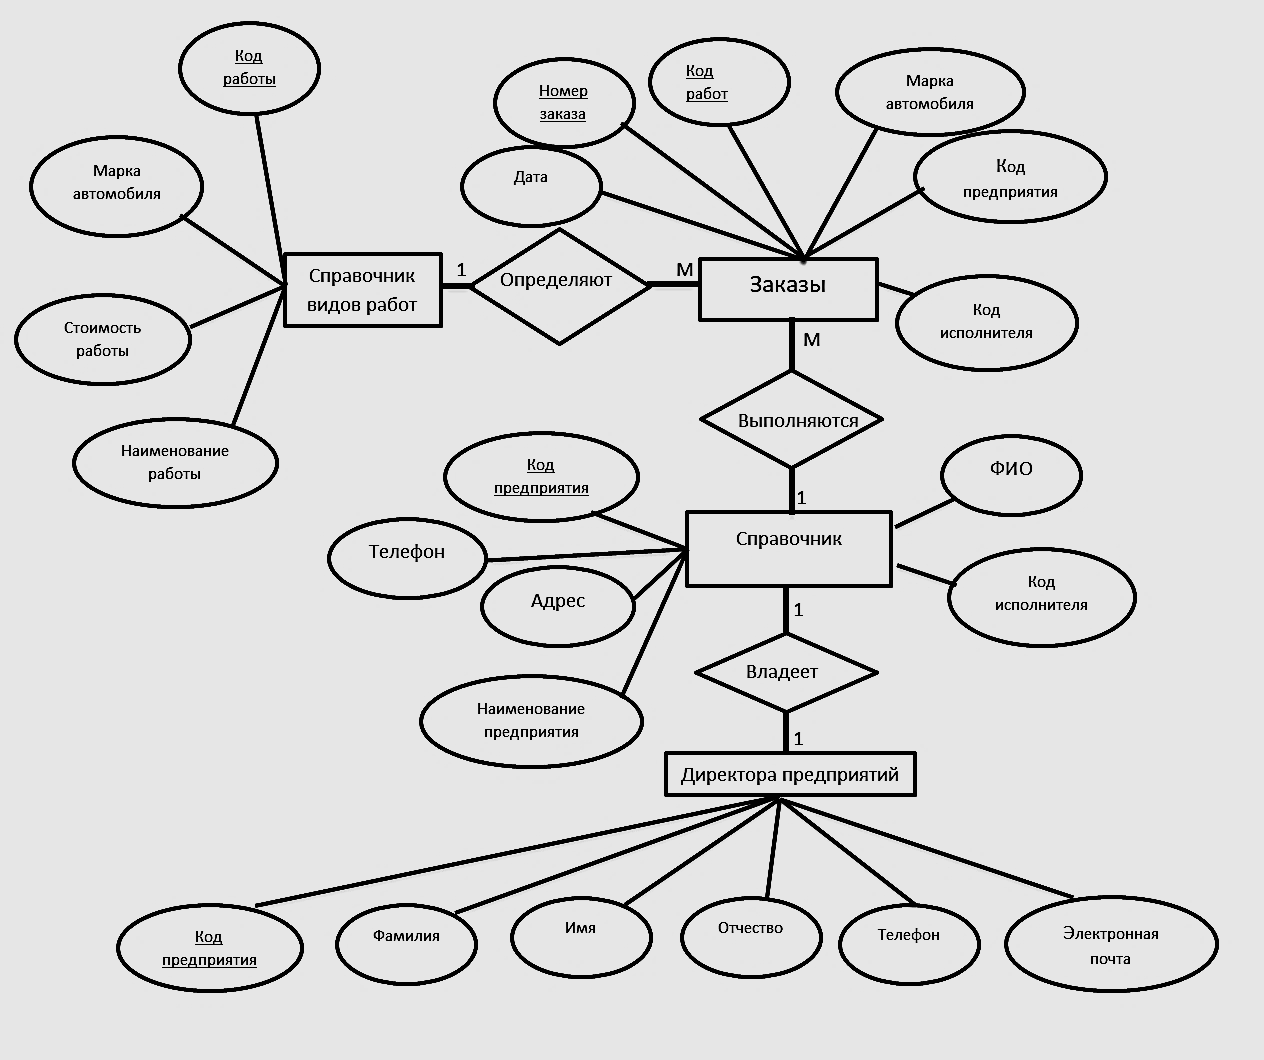 Код
работы
Номер
заказа
Код
работ
Марка
автомобиля
Марка
автомобиля
Дата
Код
предприятия
Справочник
видов работ
1
Определяют
М
Заказы
Стоимость
работы
Код
исполнителя
М
Наименование
работы
Выполняются
Код
предприятия
1
ФИО
Телефон
Справочник
Адрес
Код
исполнителя
1
Владеет
Наименование
предприятия
1
Директора предприятий
Код
предприятия
Фамилия
Имя
Отчество
Телефон
Электронная
почта